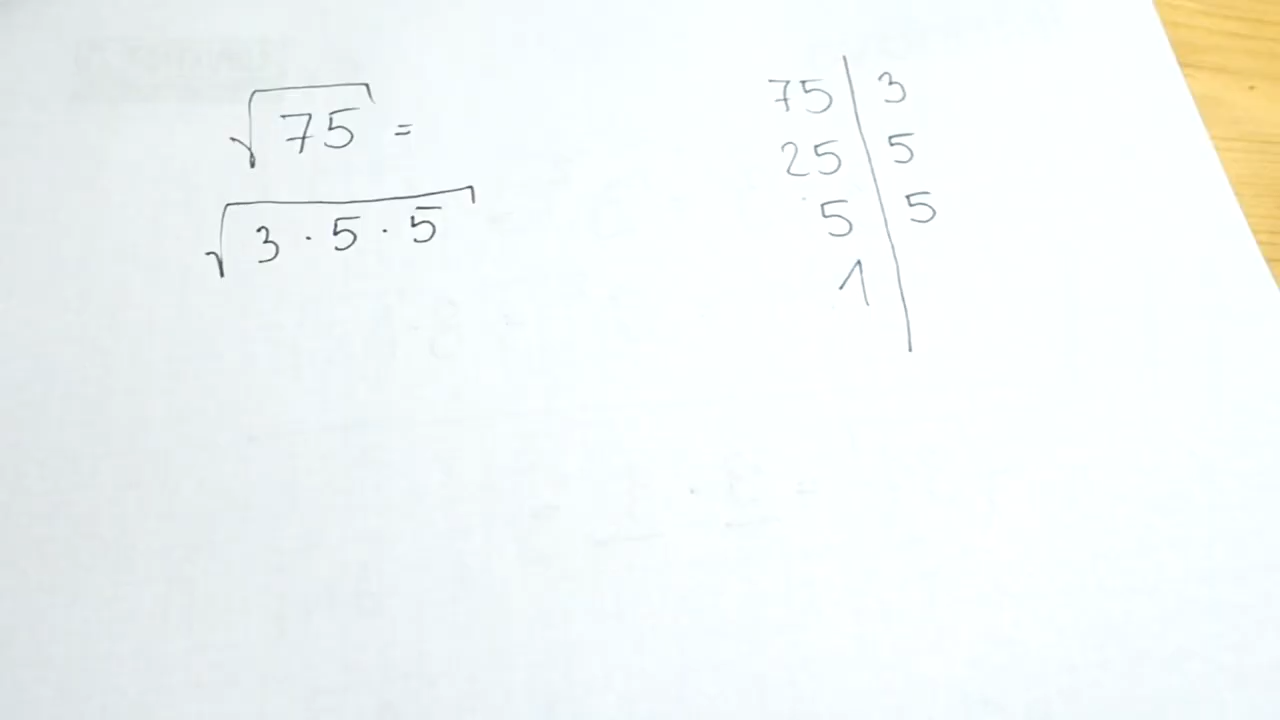 √75 =
√3 · 5 · 5
75 | 3
25 | 5
5 | 5
1 |